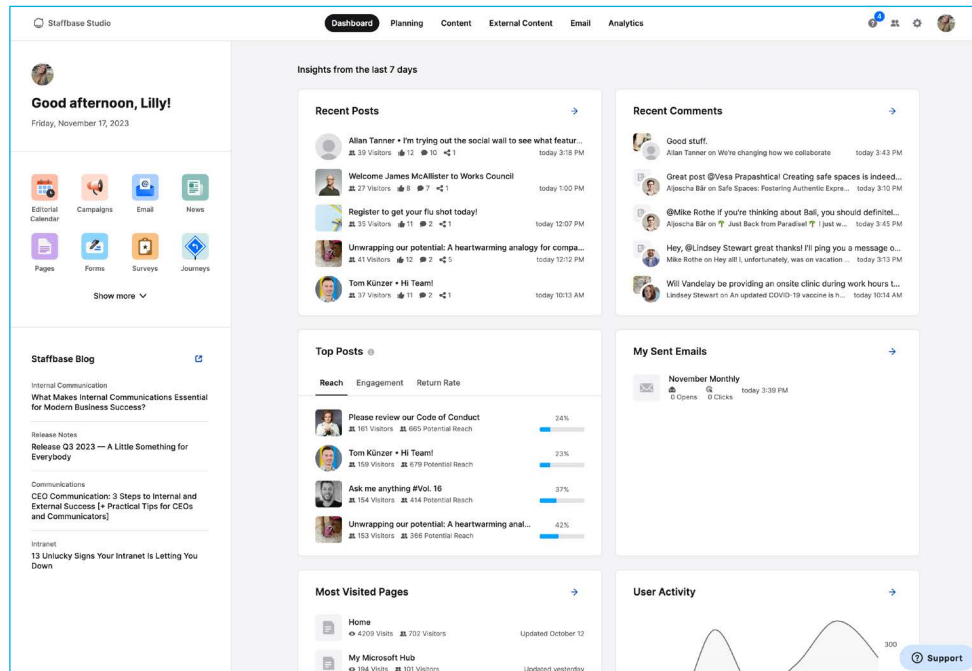 Staffbase Studio
Dashboard
Planning
Content
External Content
Email
Analytics
4
Good afternoon, Lilly!
Friday, November 17, 2023
Editorial
Calendar
Campaigns
Email
News
Pages
Forms
Surveys
Journeys
Show more
Staffbase Blog
Internal Communication
What Makes Internal Communications Essential
for Modern Business Success?
Release Notes
Release Q3 2023 — A Little Something for
Everybody
Communications
CEO Communication: 3 Steps to Internal and
External Success [+ Practical Tips for CEOs
and Communicators]
Intranet
13 Unlucky Signs Your Intranet Is Letting You
Down
Insights from the last 7 days
Recent Posts
Allan Tanner • I'm trying out the social wall to see what featur...
39 Visitors 12 10 1 today 3:18 PM
Welcome James McAllister to Works Council
27 Visitors 8 7 1 today 1:00 PM
Register to get your flu shot today!
35 Visitors 11 2 1 today 12:07 PM
Unwrapping our potential: A heartwarming analogy for compa...
41 Visitors 12 2 5 today 12:12 PM
Tom Künzer • Hi Team!
37 Visitors 11 2 1 today 10:13 AM
Recent Comments
Good stuff.
Allan Tanner on We're changing how we collaborate today 3:43 PM
Great post @Vesa Prapashtica! Creating safe spaces is indeed...
Aljoscha Bär on Safe Spaces: Fostering Authentic Expre... today 3:10 PM
@Mike Rothe If you're thinking about Bali, you should definitel...
Aljoscha Bär on 🌴 Just Back from Paradise! 🌴 I just w... today 3:45 PM
Hey, @Lindsey Stewart great thanks! I'll ping you a message o...
Mike Rothe on Hey all! I, unfortunately, was on vacation ... today 3:13 PM
Will Vandelay be providing an onsite clinic during work hours t...
Lindsey Stewart on An updated COVID-19 vaccine is h... today 10:14 AM
Top Posts
Reach
Engagement
Return Rate
Please review our Code of Conduct 24%
161 Visitors 665 Potential Reach
Tom Künzer • Hi Team! 23%
159 Visitors 679 Potential Reach
Ask me anything #Vol. 16 37%
154 Visitors 414 Potential Reach
Unwrapping our potential: A heartwarming anal... 42%
153 Visitors 366 Potential Reach
My Sent Emails
November Monthly
0 Opens 0 Clicks today 3:39 PM
Most Visited Pages
Home
4209 Visits 702 Visitors Updated October 12
My Microsoft Hub
194 Visits 101 Visitors Updated yesterday
User Activity
300
Support